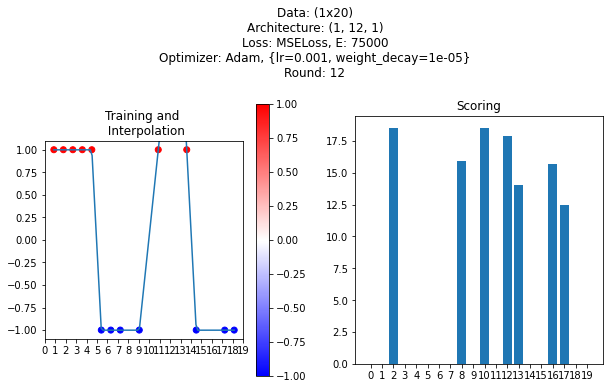 Data: (1x20)
Architecture: (1, 12, 1)
Loss: MSELoss, E: 75000
Optimizer: Adam, {lr=0.001, weight_decay=1e-05}
Round: 12
Training and
Interpolation
1.00
0.75
0.50
0.25
0.00
−0.25
−0.50
−0.75
−1.00
0 1 2 3 4 5 6 7 8 9 10 11 12 13 14 15 16 17 18 19
1.00
0.75
0.50
0.25
0.00
−0.25
−0.50
−0.75
−1.00
Scoring
17.5
15.0
12.5
10.0
7.5
5.0
2.5
0.0
0 1 2 3 4 5 6 7 8 9 10 11 12 13 14 15 16 17 18 19